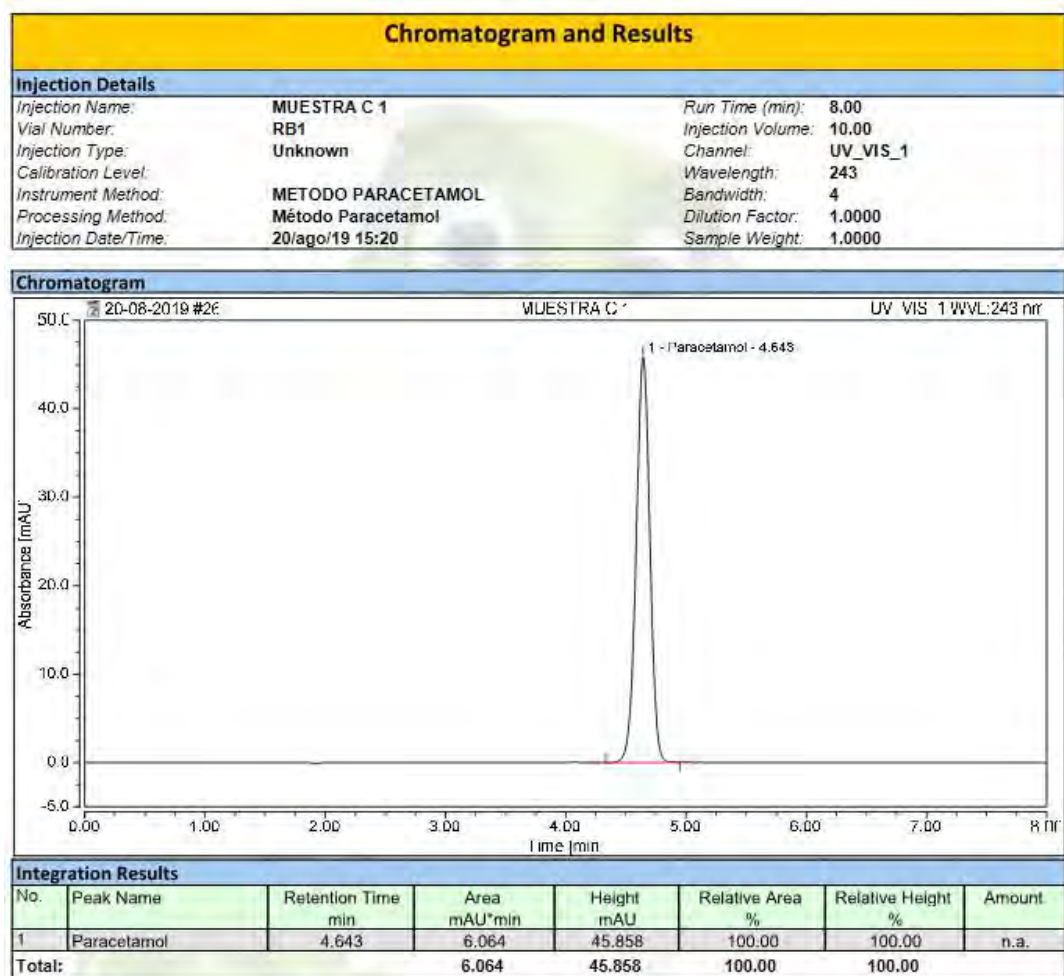 Chromatogram and Results
Injection Details
Injection Name: MUESTRA C 1 Run Time (min): 8.00
Vial Number: RB1 Injection Volume: 10.00
Injection Type: Unknown Channel: UV_VIS_1
Calibration Level: Wavelength: 243
Instrument Method: METODO PARACETAMOL Bandwidth: 4
Processing Method: Método Paracetamol Dilution Factor: 1.0000
Injection Date/Time: 20/ago/19 15:20 Sample Weight: 1.0000
Chromatogram
20-08-2019 #26 MUESTRA C 1 UV_VIS_1 WVL:243 nm
50.0
1 - Paracetamol - 4.643
40.0
30.0
20.0
10.0
0.0
-5.0
Absorbance [mAU]
0.00 1.00 2.00 3.00 4.00 5.00 6.00 7.00 8.00
Time [min]
Integration Results
No. Peak Name Retention Time Area Height Relative Area Relative Height Amount
min mAU*min mAU % %
1 Paracetamol 4.643 6.064 45.858 100.00 100.00 n.a.
Total: 6.064 45.858 100.00 100.00